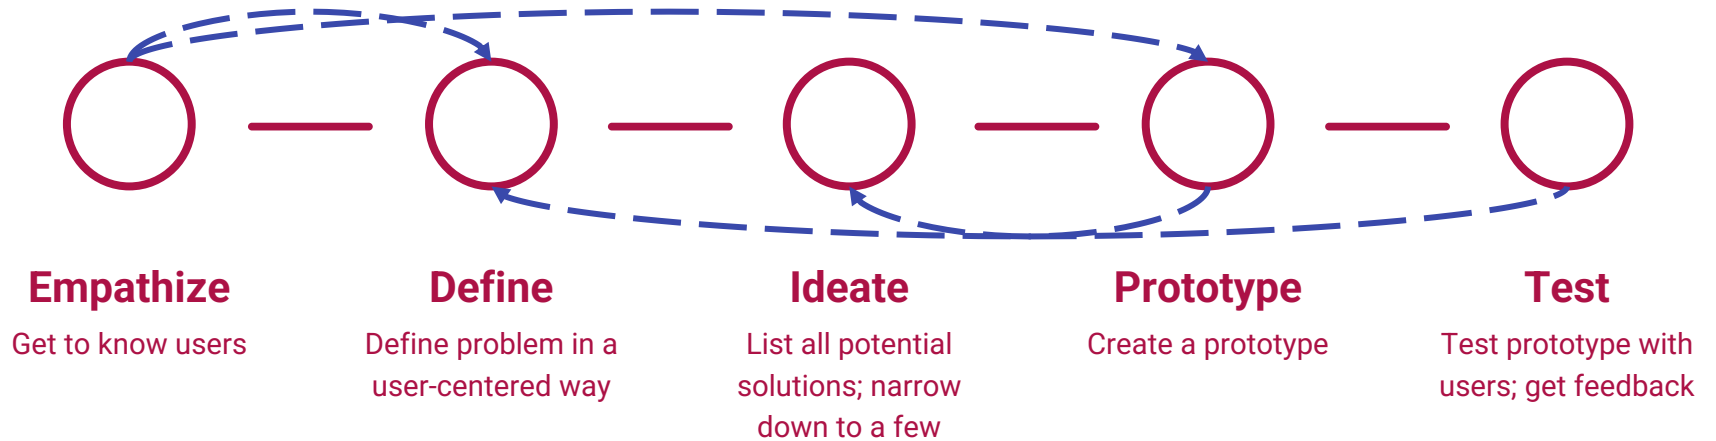 Empathize
Get to know users
Define
Define problem in a
user-centered way
Ideate
List all potential
solutions; narrow
down to a few
Prototype
Create a prototype
Test
Test prototype with
users; get feedback